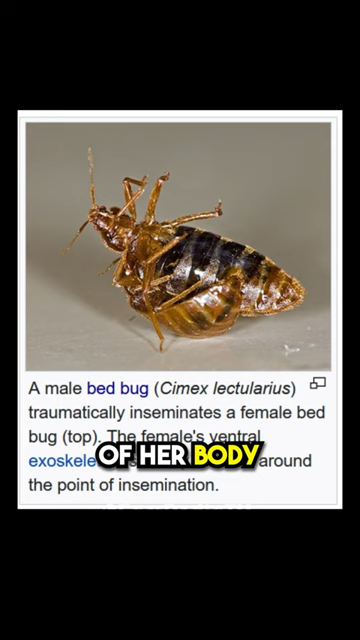 A male bed bug (Cimex lectularius)
traumatically inseminates a female bed
bug (top). The female's ventral
exoskele around
OF HER BODY
the point of insemination.